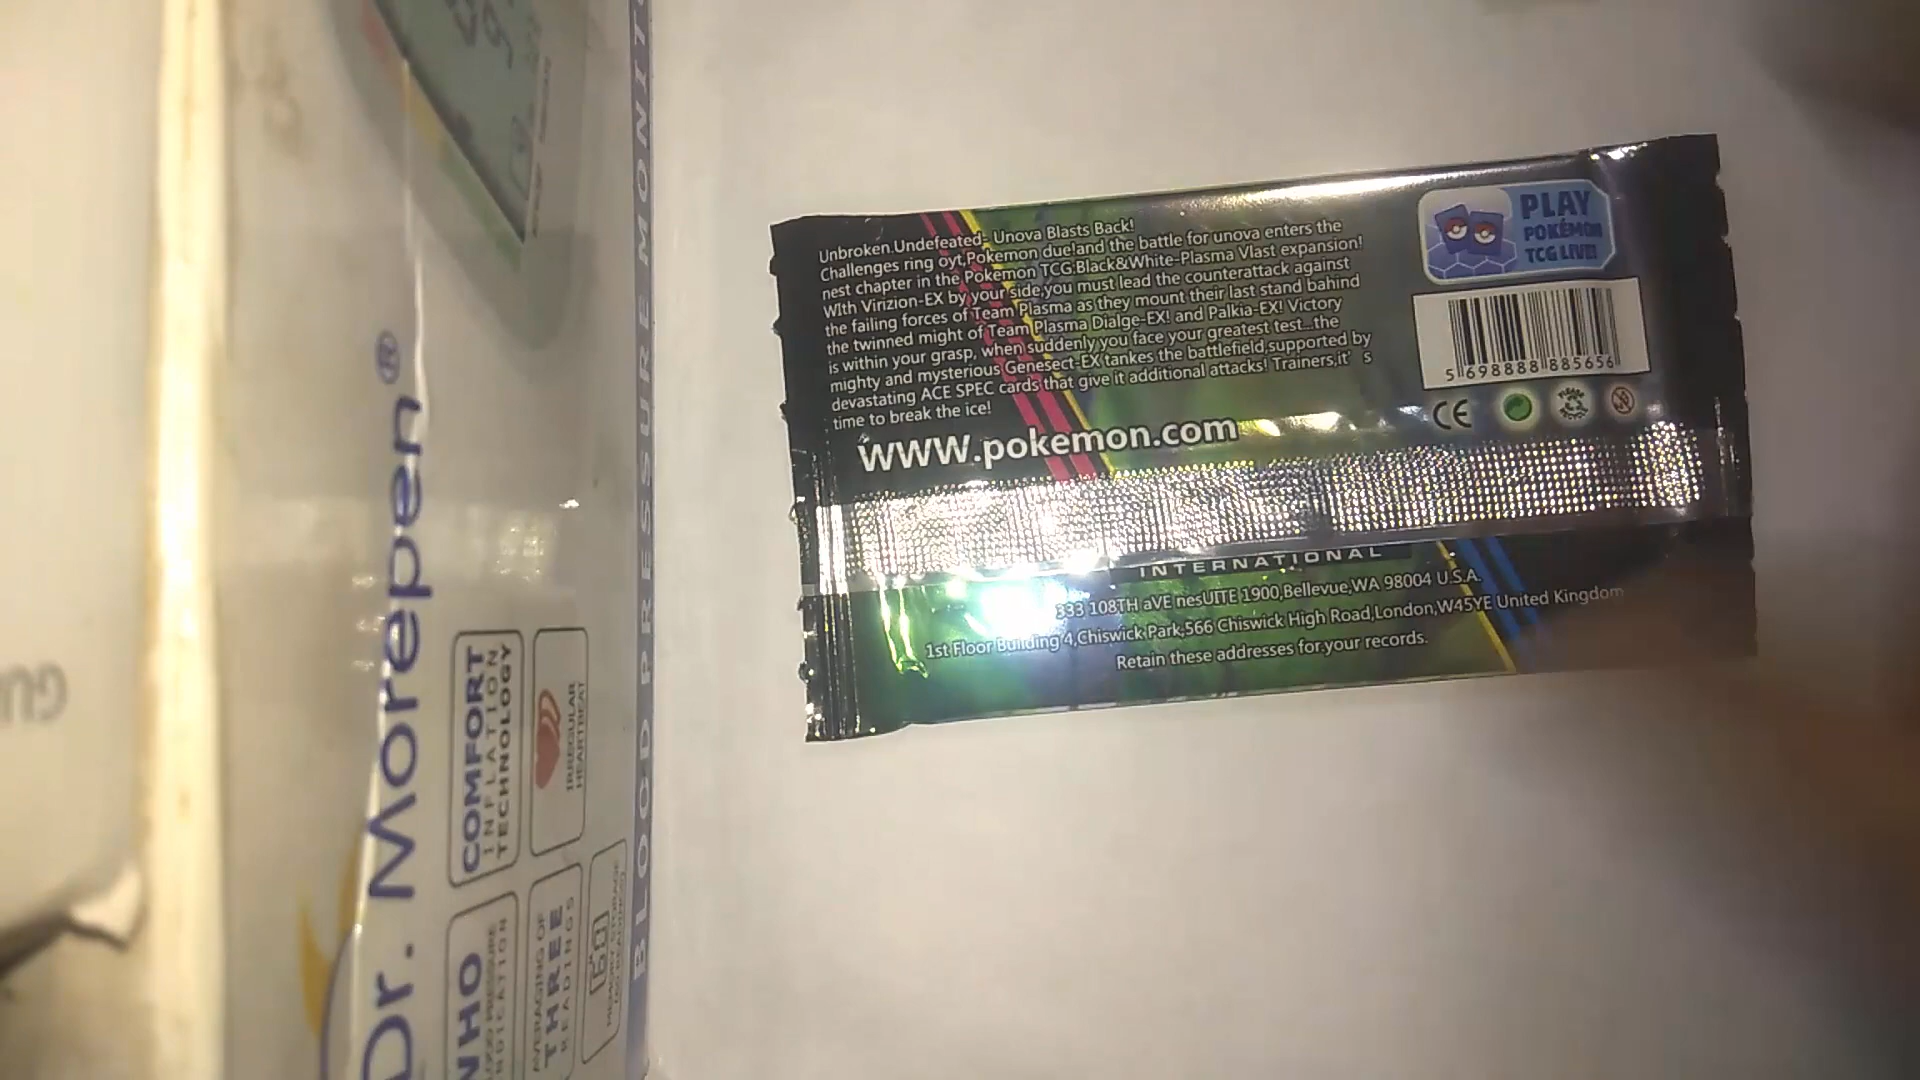 Unbroken.Undefeated- Unova Blasts Back!
Challenges ring oyt,Pokemon due!and the battle for unova enters the
nest chapter in the Pokemon TCG:Black&White-Plasma Vlast expansion!
WIth Virizion-EX by your side,you must lead the counterattack against
the failing forces of Team Plasma as they mount their last stand bahind
the twinned might of Team Plasma Dialge-EX! and Palkia-EX! Victory
is within your grasp, when suddenly you face your greatest test...the
mighty and mysterious Genesect-EX tankes the battlefield,supported by
devastating ACE SPEC cards that give it additional attacks! Trainers,it's
time to break the ice!
WWW.pokemon.com
PLAY
POKÉMON
TCG LIVE!
5 698888 885656
CE
INTERNATIONAL
333 108TH aVE nesUITE 1900,Bellevue,WA 98004 U.S.A.
1st Floor Building 4,Chiswick Park,566 Chiswick High Road,London,W45YE United Kingdom
Retain these addresses for.your records.
Dr. Morepen®
COMFORT
INFLATION
TECHNOLOGY
IRREGULAR
HEARTBEAT
WHO
BLOOD PRESSURE
INDICATION
AVERAGING OF
THREE
READINGS
MEMORY STORAGE
BLOOD PRESSURE MONIT